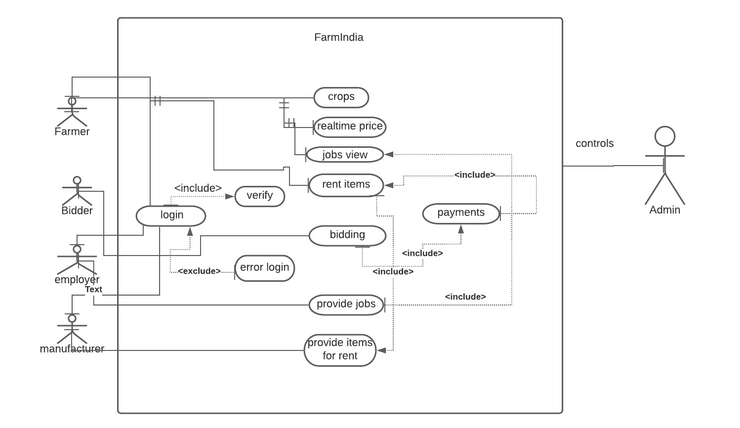 FarmIndia
crops
Farmer
realtime price
controls
jobs view
<include>
rent items
<include>
verify
Bidder
login
payments
Admin
bidding
<include>
<exclude>
error login
<include>
employer
Text
<include>
provide jobs
manufacturer
provide items
for rent